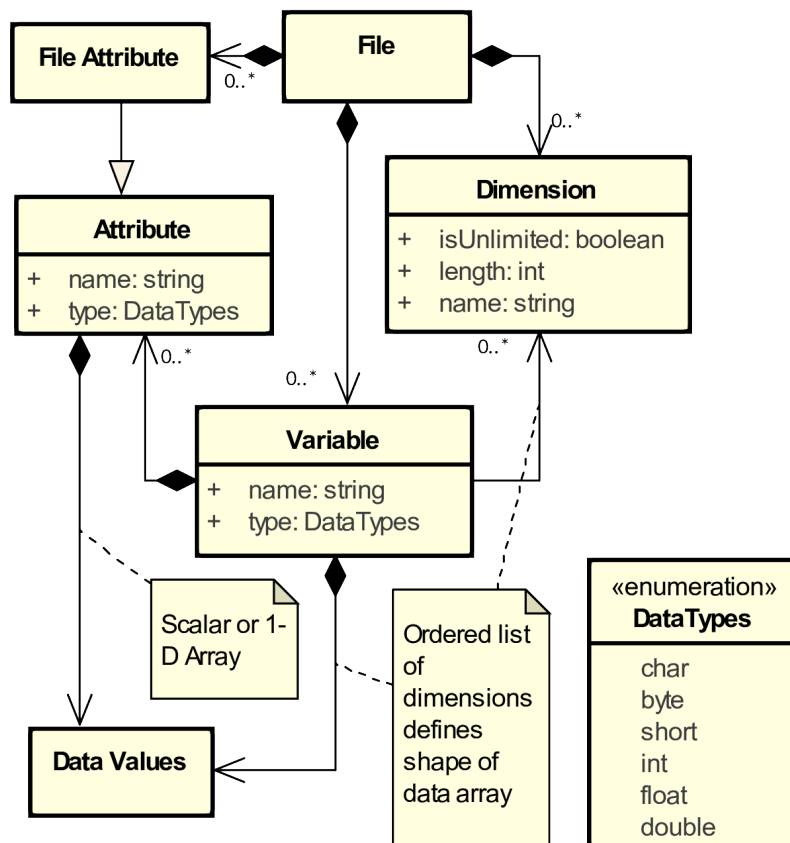 File Attribute
File
0..*
0..*
Dimension
+ isUnlimited: boolean
+ length: int
+ name: string
Attribute
+ name: string
+ type: DataTypes
0..*
0..*
0..*
Variable
+ name: string
+ type: DataTypes
Scalar or 1-
D Array
Ordered list
of
dimensions
defines
shape of
data array
«enumeration»
DataTypes
char
byte
short
int
float
double
Data Values